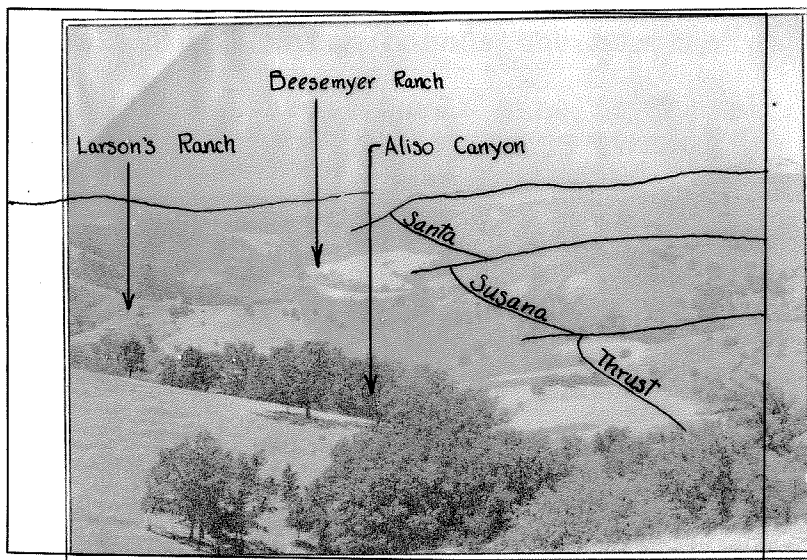 Beesemyer Ranch
Larson's Ranch
Aliso Canyon
Santa
Susana
Thrust